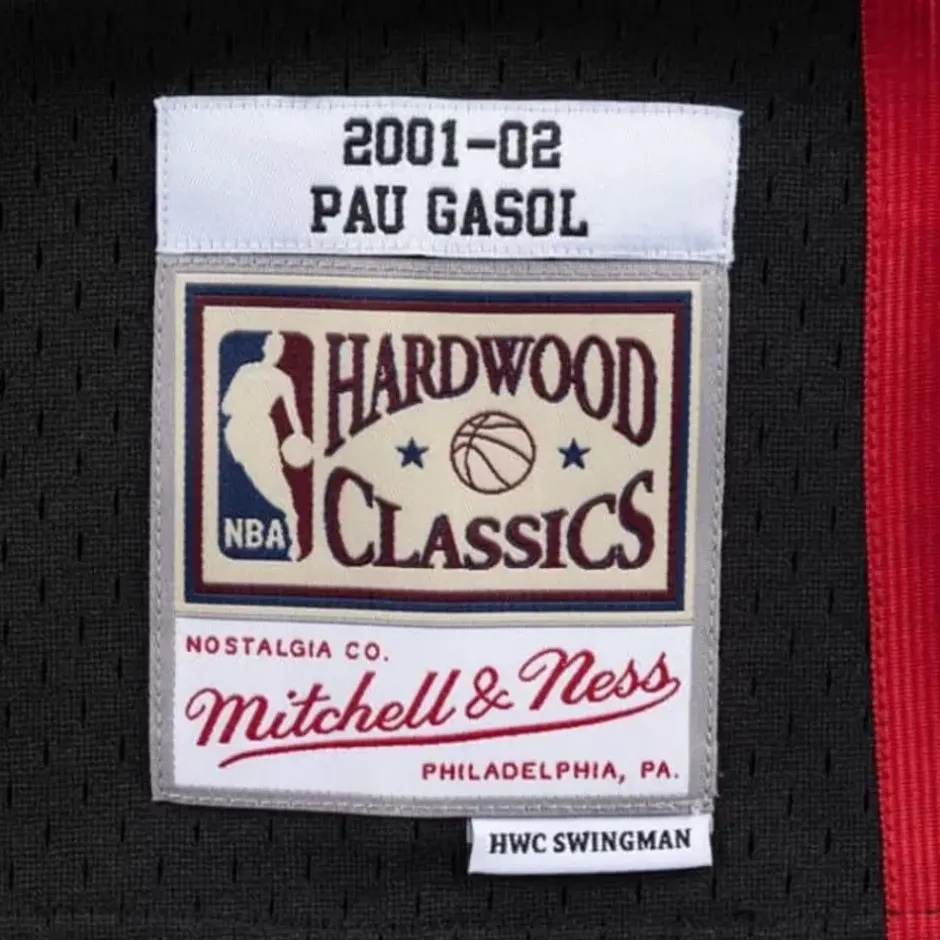 2001-02
PAU GASOL
HARDWOOD
CLASSICS
NBA
NOSTALGIA CO.
Mitchell & Ness
PHILADELPHIA, PA.
HWC SWINGMAN